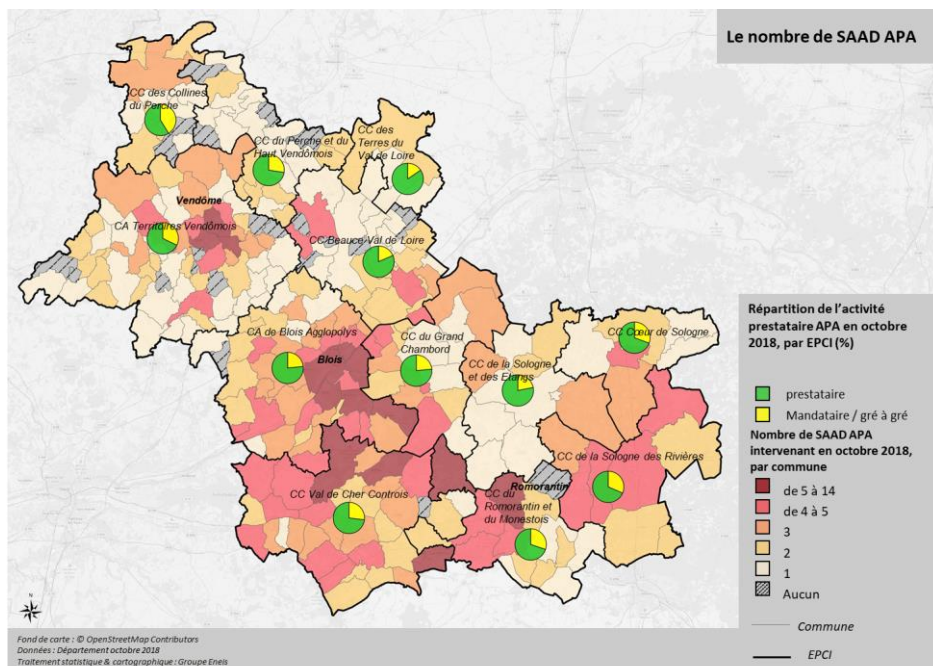 Le nombre de SAAD APA
CC des Collines
du Perche
CC du Perche et du
Haut Vendômois
CC des
Terres du
Val de Loire
Vendôme
CA Territoires Vendômois
CC Beauce Val de Loire
CA de Blois Agglopolys
Blois
CC du Grand
Chambord
CC de la Sologne
et des Etangs
CC Cœur de Sologne
CC de la Sologne des Rivières
Romorantin
CC du
Romorantin et
du Monestois
CC Val de Cher Controis
Répartition de l'activité
prestataire APA en octobre
2018, par EPCI (%)
prestataire
Mandataire / gré à gré
Nombre de SAAD APA
intervenant en octobre 2018,
par commune
de 5 à 14
de 4 à 5
3
2
1
Aucun
Commune
EPCI
N
Fond de carte : © OpenStreetMap Contributors
Données : Département octobre 2018
Traitement statistique & cartographique : Groupe Eneis